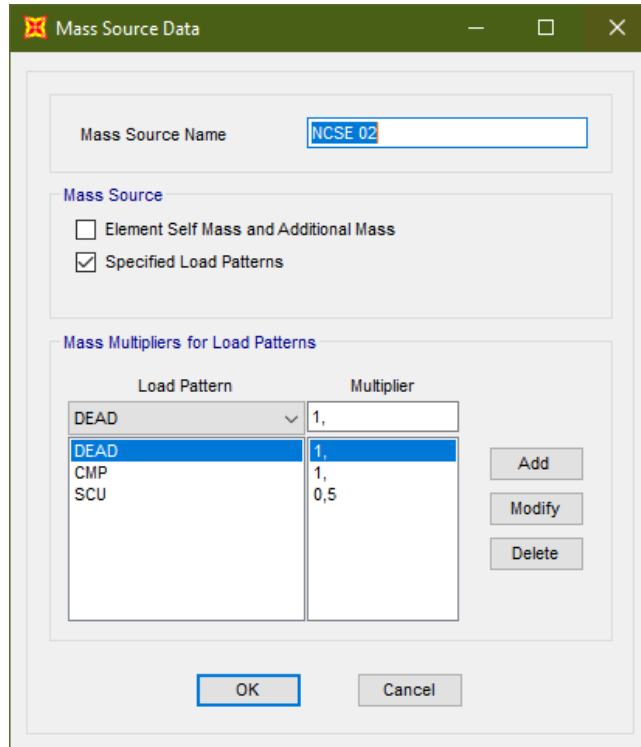 Mass Source Data
Mass Source Name NCSE 02
Mass Source
Element Self Mass and Additional Mass
Specified Load Patterns
Mass Multipliers for Load Patterns
Load Pattern Multiplier
DEAD 1,
DEAD 1,
CMP 1,
SCU 0,5
Add
Modify
Delete
OK Cancel